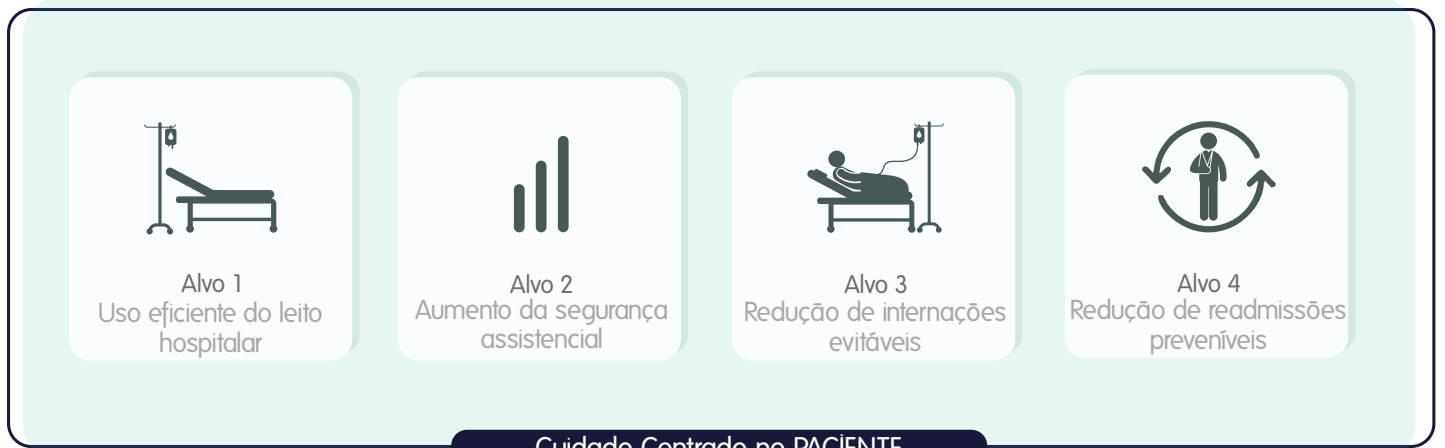 Alvo 1
Uso eficiente do leito
hospitalar
Alvo 2
Aumento da segurança
assistencial
Alvo 3
Redução de internações
evitáveis
Alvo 4
Redução de readmissões
preveníveis
Cuidado Centrado no PACIENTE